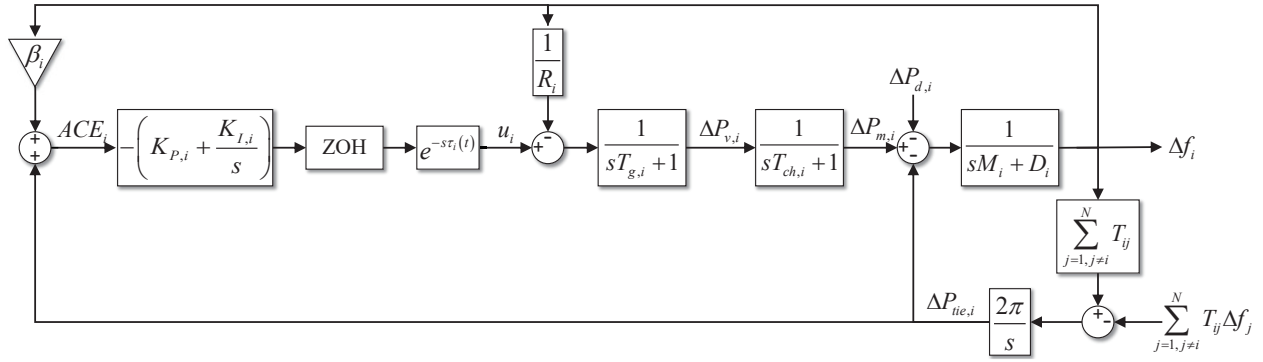 β_i
+
+
ACE_i
-(K_{P,i} + K_{I,i}/s)
ZOH
e^{-sτ_i(t)}
u_i
1/R_i
+
-
1/(sT_{g,i}+1)
ΔP_{v,i}
1/(sT_{ch,i}+1)
ΔP_{m,i}
ΔP_{d,i}
+
-
-
1/(sM_i+D_i)
Δf_i
∑_{j=1, j≠i}^{N} T_{ij}
ΔP_{tie,i}
2π/s
+
-
∑_{j=1, j≠i}^{N} T_{ij}Δf_j